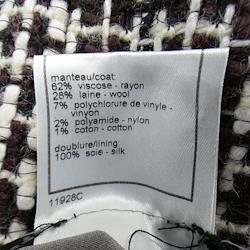 manteau/coat:
62% viscose - rayon
28% laine - wool
7% polychlorure de vinyle -
vinyon
2% polyamide - nylon
1% coton - cotton
doublure/lining:
100% soie - silk
11928C